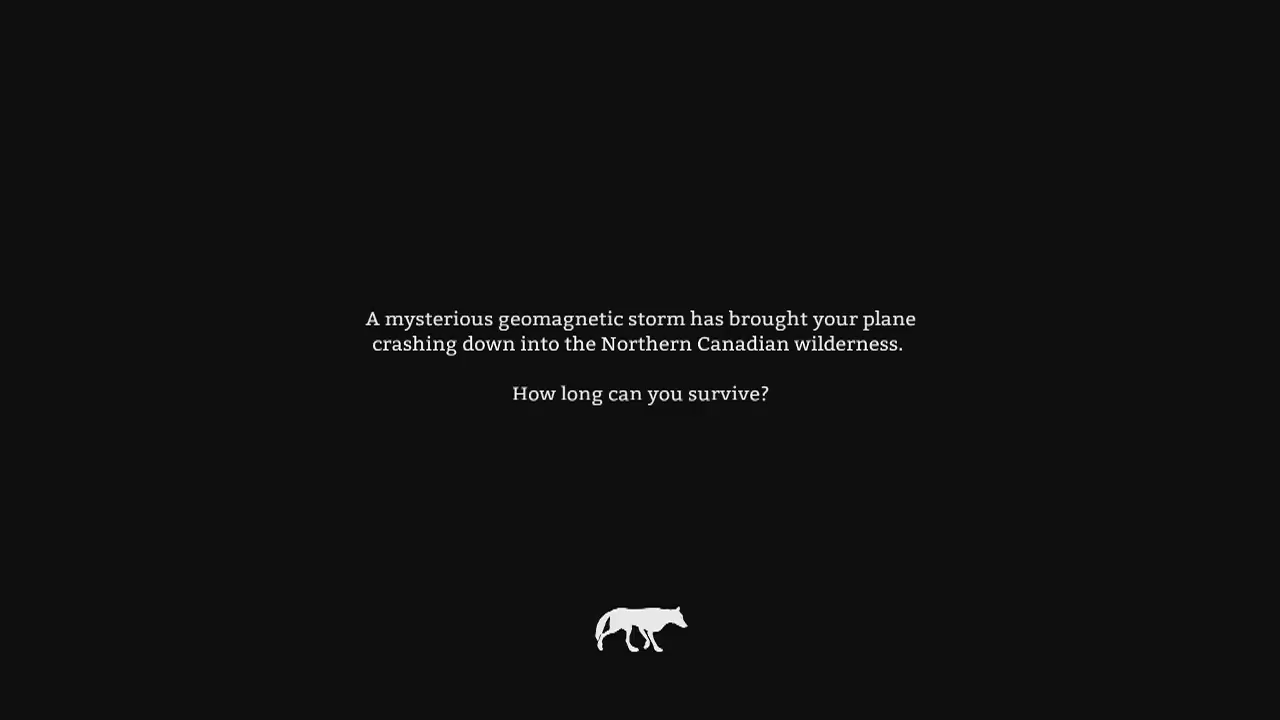 A mysterious geomagnetic storm has brought your plane
crashing down into the Northern Canadian wilderness.
How long can you survive?